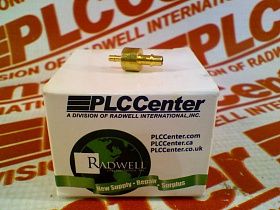 PLCCenter
A DIVISION OF RADWELL INTERNATIONAL, INC.
PLCCenter.com
PLCCenter.ca
PLCCenter.co.uk
RADWELL
New Supply · Repair · Surplus